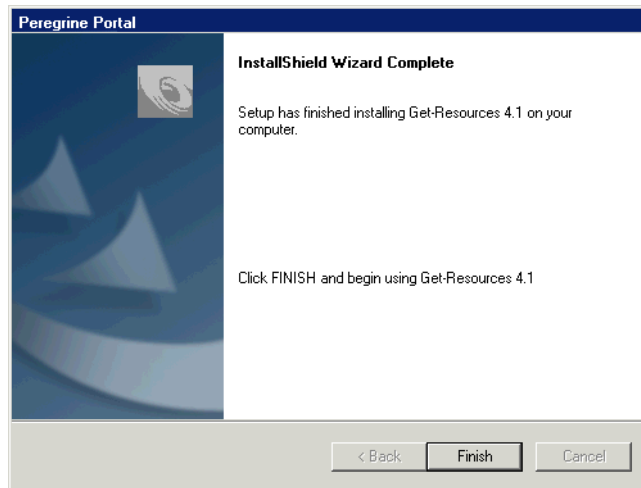 Peregrine Portal
InstallShield Wizard Complete
Setup has finished installing Get-Resources 4.1 on your
computer.
Click FINISH and begin using Get-Resources 4.1
< Back
Finish
Cancel